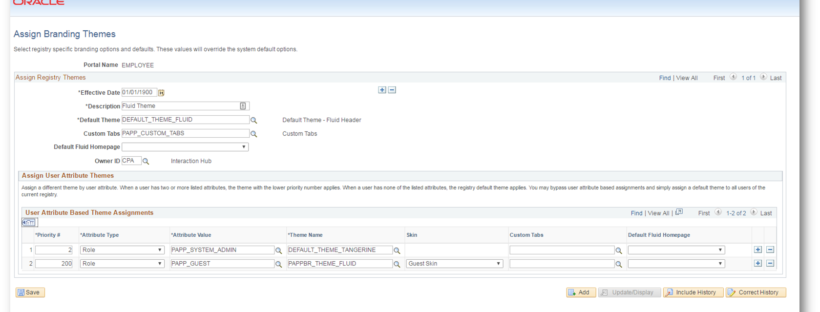 ORACLE
Assign Branding Themes
Select registry specific branding options and defaults. These values will override the system default options.
Portal Name EMPLOYEE
Assign Registry Themes Find | View All First 1 of 1 Last
*Effective Date 01/01/1900
*Description Fluid Theme
*Default Theme DEFAULT_THEME_FLUID Default Theme - Fluid Header
Custom Tabs PAPP_CUSTOM_TABS Custom Tabs
Default Fluid Homepage
Owner ID CPA Interaction Hub
Assign User Attribute Themes
Assign a different theme by user attribute. When a user has two or more listed attributes, the theme with the lower priority number applies. When a user has none of the listed attributes, the registry default theme applies. You may bypass user attribute based assignments and simply assign a default theme to all users of the
current registry.
User Attribute Based Theme Assignments Find | View All | First 1-2 of 2 Last
*Priority # *Attribute Type *Attribute Value *Theme Name Skin Custom Tabs Default Fluid Homepage
1 2 Role PAPP_SYSTEM_ADMIN DEFAULT_THEME_TANGERINE
2 200 Role PAPP_GUEST PAPPBR_THEME_FLUID Guest Skin
Save Add Update/Display Include History Correct History